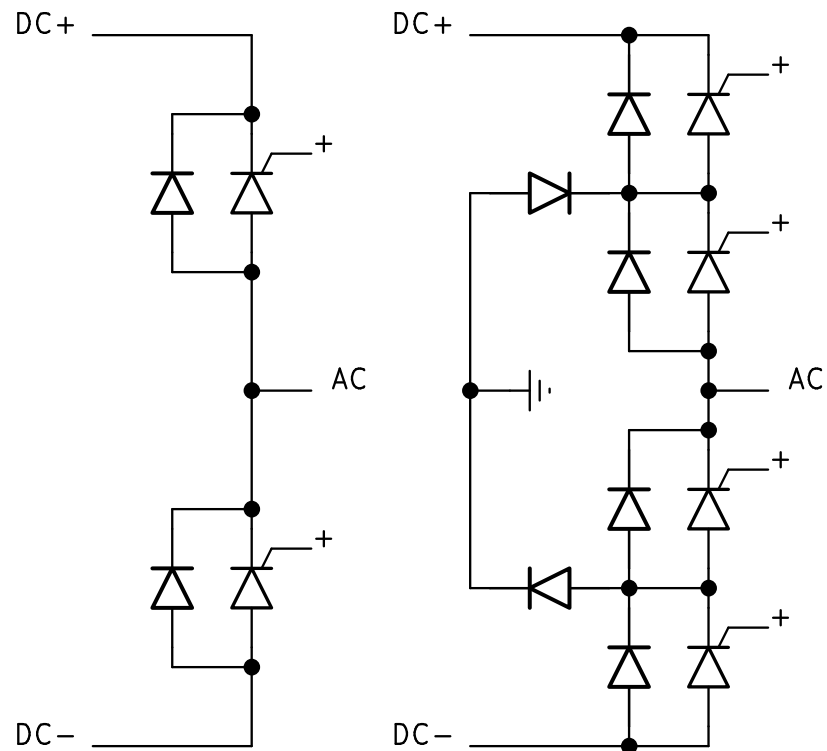 DC+
DC+
+
+
+
AC
AC
+
+
+
DC-
DC-